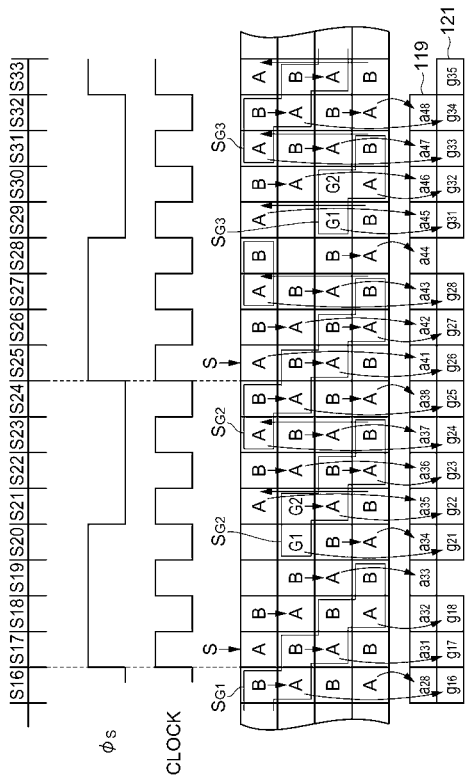 S16|S17|S18|S19|S20|S21|S22|S23|S24|S25|S26|S27|S28|S29|S30|S31|S32|S33
φs
CLOCK
SG1 S SG2 SG2 S SG3 SG3
B A B A B A B A B A B A B A B A
A B A B G1 G2 A B A B A B B A B A B
B A B A B A B A B A B A B G1 G2 A B A
A B A B A B A B A B A B A B A B A B
a28 a31 a32 a33 a34 a35 a36 a37 a38 a41 a42 a43 a44 a45 a46 a47 a48 119
g16 g17 g18 g21 g22 g23 g24 g25 g26 g27 g28 g31 g32 g33 g34 g35 121